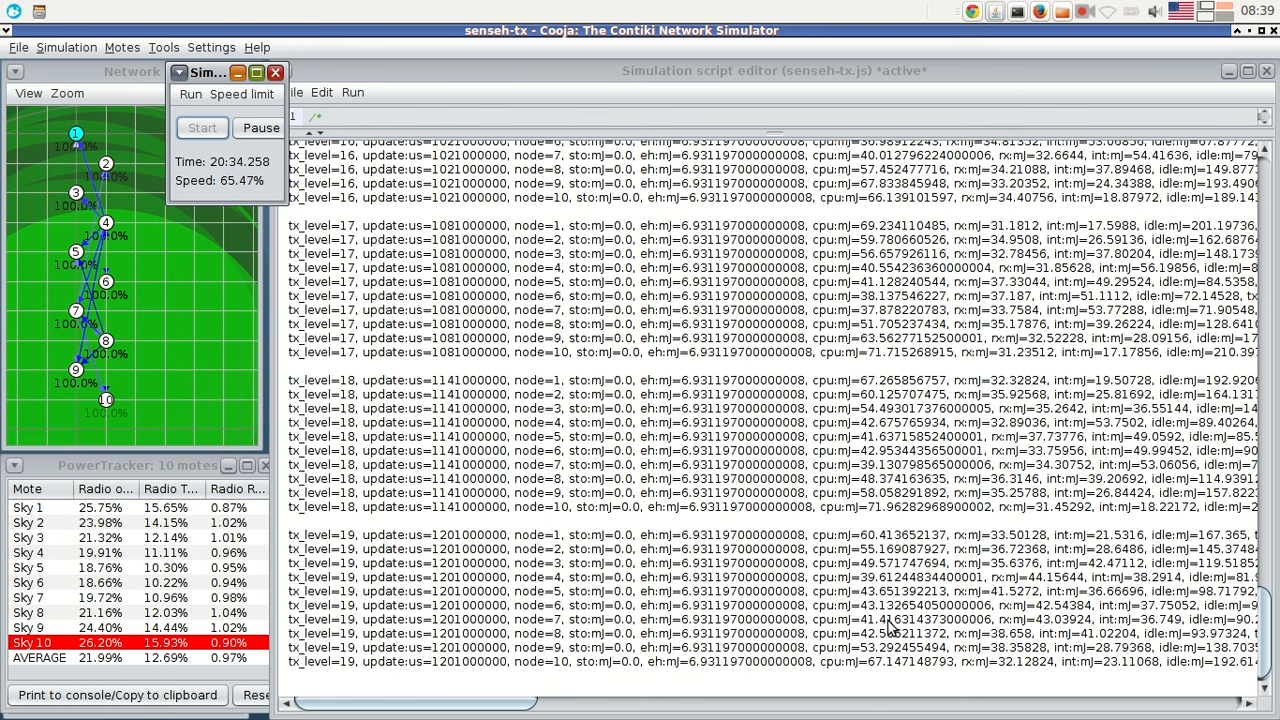 08:39
senseh-tx - Cooja: The Contiki Network Simulator
File Simulation Motes Tools Settings Help
Network
View Zoom
1
100.0%
2
100.0%
3
100.0%
4
100.0%
5
100.0%
6
100.0%
7
100.0%
8
100.0%
9
100.0%
10
100.0%
Sim...
Run Speed limit
Start Pause
Time: 20:34.258
Speed: 65.47%
PowerTracker: 10 motes
Mote Radio o... Radio T... Radio R...
Sky 1 25.75% 15.65% 0.87%
Sky 2 23.98% 14.15% 1.02%
Sky 3 21.32% 12.14% 1.01%
Sky 4 19.91% 11.11% 0.96%
Sky 5 18.76% 10.30% 0.95%
Sky 6 18.66% 10.22% 0.94%
Sky 7 19.72% 10.96% 0.98%
Sky 8 21.16% 12.03% 1.04%
Sky 9 24.40% 14.44% 1.02%
Sky 10 26.20% 15.93% 0.90%
AVERAGE 21.99% 12.69% 0.97%
Print to console/Copy to clipboard Rese
Simulation script editor (senseh-tx.js) *active*
ile Edit Run
1 /*
tx_level=16, update:us=1021000000, node=7, sto:mJ=0.0, eh:mJ=6.931197000000008, cpu:mJ=40.012796224000006, rx:mJ=32.6644, int:mJ=54.41636, idle:mJ=79
tx_level=16, update:us=1021000000, node=8, sto:mJ=0.0, eh:mJ=6.931197000000008, cpu:mJ=57.452477716, rx:mJ=34.21088, int:mJ=37.89468, idle:mJ=149.877
tx_level=16, update:us=1021000000, node=9, sto:mJ=0.0, eh:mJ=6.931197000000008, cpu:mJ=67.833845948, rx:mJ=33.20352, int:mJ=24.34388, idle:mJ=193.490
tx_level=16, update:us=1021000000, node=10, sto:mJ=0.0, eh:mJ=6.931197000000008, cpu:mJ=66.139101597, rx:mJ=34.40756, int:mJ=18.87972, idle:mJ=189.14
tx_level=17, update:us=1081000000, node=1, sto:mJ=0.0, eh:mJ=6.931197000000008, cpu:mJ=69.234110485, rx:mJ=31.1812, int:mJ=17.5988, idle:mJ=201.19736,
tx_level=17, update:us=1081000000, node=2, sto:mJ=0.0, eh:mJ=6.931197000000008, cpu:mJ=59.780660526, rx:mJ=34.9508, int:mJ=26.59136, idle:mJ=162.68764
tx_level=17, update:us=1081000000, node=3, sto:mJ=0.0, eh:mJ=6.931197000000008, cpu:mJ=56.657926116, rx:mJ=32.78456, int:mJ=37.80204, idle:mJ=148.1739
tx_level=17, update:us=1081000000, node=4, sto:mJ=0.0, eh:mJ=6.931197000000008, cpu:mJ=40.554236360000004, rx:mJ=31.85628, int:mJ=56.19856, idle:mJ=8
tx_level=17, update:us=1081000000, node=5, sto:mJ=0.0, eh:mJ=6.931197000000008, cpu:mJ=41.128240544, rx:mJ=37.33044, int:mJ=49.29524, idle:mJ=84.5358,
tx_level=17, update:us=1081000000, node=6, sto:mJ=0.0, eh:mJ=6.931197000000008, cpu:mJ=38.137546227, rx:mJ=37.187, int:mJ=51.1112, idle:mJ=72.14528, tx
tx_level=17, update:us=1081000000, node=7, sto:mJ=0.0, eh:mJ=6.931197000000008, cpu:mJ=37.878220783, rx:mJ=33.7584, int:mJ=53.77288, idle:mJ=71.90548,
tx_level=17, update:us=1081000000, node=8, sto:mJ=0.0, eh:mJ=6.931197000000008, cpu:mJ=51.705237434, rx:mJ=35.17876, int:mJ=39.26224, idle:mJ=128.6410
tx_level=17, update:us=1081000000, node=9, sto:mJ=0.0, eh:mJ=6.931197000000008, cpu:mJ=63.562771525000001, rx:mJ=32.52228, int:mJ=28.09156, idle:mJ=17
tx_level=17, update:us=1081000000, node=10, sto:mJ=0.0, eh:mJ=6.931197000000008, cpu:mJ=71.715268915, rx:mJ=31.23512, int:mJ=17.17856, idle:mJ=210.397
tx_level=18, update:us=1141000000, node=1, sto:mJ=0.0, eh:mJ=6.931197000000008, cpu:mJ=67.265856757, rx:mJ=32.32824, int:mJ=19.50728, idle:mJ=192.9206
tx_level=18, update:us=1141000000, node=2, sto:mJ=0.0, eh:mJ=6.931197000000008, cpu:mJ=60.125707475, rx:mJ=35.92568, int:mJ=25.81692, idle:mJ=164.1317
tx_level=18, update:us=1141000000, node=3, sto:mJ=0.0, eh:mJ=6.931197000000008, cpu:mJ=54.493017376000005, rx:mJ=35.2642, int:mJ=36.55144, idle:mJ=14
tx_level=18, update:us=1141000000, node=4, sto:mJ=0.0, eh:mJ=6.931197000000008, cpu:mJ=42.675765934, rx:mJ=32.89036, int:mJ=53.7502, idle:mJ=89.40264,
tx_level=18, update:us=1141000000, node=5, sto:mJ=0.0, eh:mJ=6.931197000000008, cpu:mJ=41.63715852400001, rx:mJ=37.73776, int:mJ=49.0592, idle:mJ=85.5
tx_level=18, update:us=1141000000, node=6, sto:mJ=0.0, eh:mJ=6.931197000000008, cpu:mJ=42.95344356500001, rx:mJ=33.75956, int:mJ=49.99452, idle:mJ=90
tx_level=18, update:us=1141000000, node=7, sto:mJ=0.0, eh:mJ=6.931197000000008, cpu:mJ=39.130798565000006, rx:mJ=34.30752, int:mJ=53.06056, idle:mJ=7
tx_level=18, update:us=1141000000, node=8, sto:mJ=0.0, eh:mJ=6.931197000000008, cpu:mJ=48.374163635, rx:mJ=36.3146, int:mJ=39.20692, idle:mJ=114.9391
tx_level=18, update:us=1141000000, node=9, sto:mJ=0.0, eh:mJ=6.931197000000008, cpu:mJ=58.058291892, rx:mJ=35.25788, int:mJ=26.84424, idle:mJ=157.822
tx_level=18, update:us=1141000000, node=10, sto:mJ=0.0, eh:mJ=6.931197000000008, cpu:mJ=71.96282968900002, rx:mJ=31.45292, int:mJ=18.22172, idle:mJ=2
tx_level=19, update:us=1201000000, node=1, sto:mJ=0.0, eh:mJ=6.931197000000008, cpu:mJ=60.413652137, rx:mJ=33.50128, int:mJ=21.5316, idle:mJ=167.365, t
tx_level=19, update:us=1201000000, node=2, sto:mJ=0.0, eh:mJ=6.931197000000008, cpu:mJ=55.169087927, rx:mJ=36.72368, int:mJ=28.6486, idle:mJ=145.3748
tx_level=19, update:us=1201000000, node=3, sto:mJ=0.0, eh:mJ=6.931197000000008, cpu:mJ=49.571747694, rx:mJ=35.6376, int:mJ=42.47112, idle:mJ=119.5185
tx_level=19, update:us=1201000000, node=4, sto:mJ=0.0, eh:mJ=6.931197000000008, cpu:mJ=39.61244834400001, rx:mJ=44.15644, int:mJ=38.2914, idle:mJ=81.9
tx_level=19, update:us=1201000000, node=5, sto:mJ=0.0, eh:mJ=6.931197000000008, cpu:mJ=43.651392213, rx:mJ=41.5272, int:mJ=36.66696, idle:mJ=98.71792,
tx_level=19, update:us=1201000000, node=6, sto:mJ=0.0, eh:mJ=6.931197000000008, cpu:mJ=43.132654050000006, rx:mJ=42.54384, int:mJ=37.75052, idle:mJ=9
tx_level=19, update:us=1201000000, node=7, sto:mJ=0.0, eh:mJ=6.931197000000008, rx:mJ=43.03924, int:mJ=36.749, idle:mJ=90.2
tx_level=19, update:us=1201000000, node=8, sto:mJ=0.0, eh:mJ=6.931197000000008, rx:mJ=38.658, int:mJ=41.02204, idle:mJ=93.97324, t
tx_level=19, update:us=1201000000, node=9, sto:mJ=0.0, eh:mJ=6.931197000000008, cpu:mJ=53.292455494, rx:mJ=38.35828, int:mJ=28.79368, idle:mJ=138.7035
tx_level=19, update:us=1201000000, node=10, sto:mJ=0.0, eh:mJ=6.931197000000008, cpu:mJ=67.147148793, rx:mJ=32.12824, int:mJ=23.11068, idle:mJ=192.614